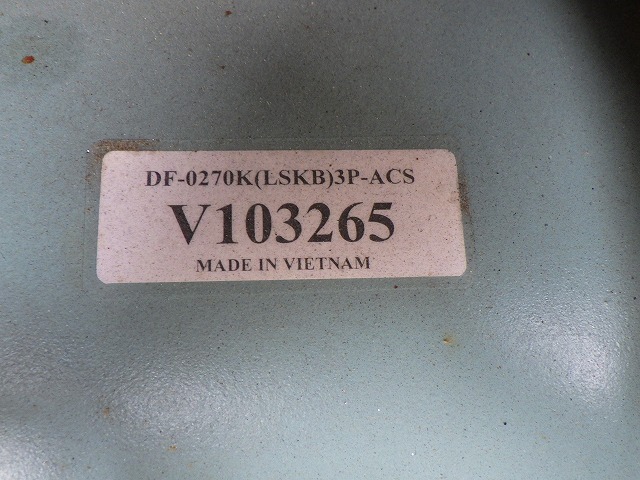 DF-0270K(LSKB)3P-ACS
V103265
MADE IN VIETNAM